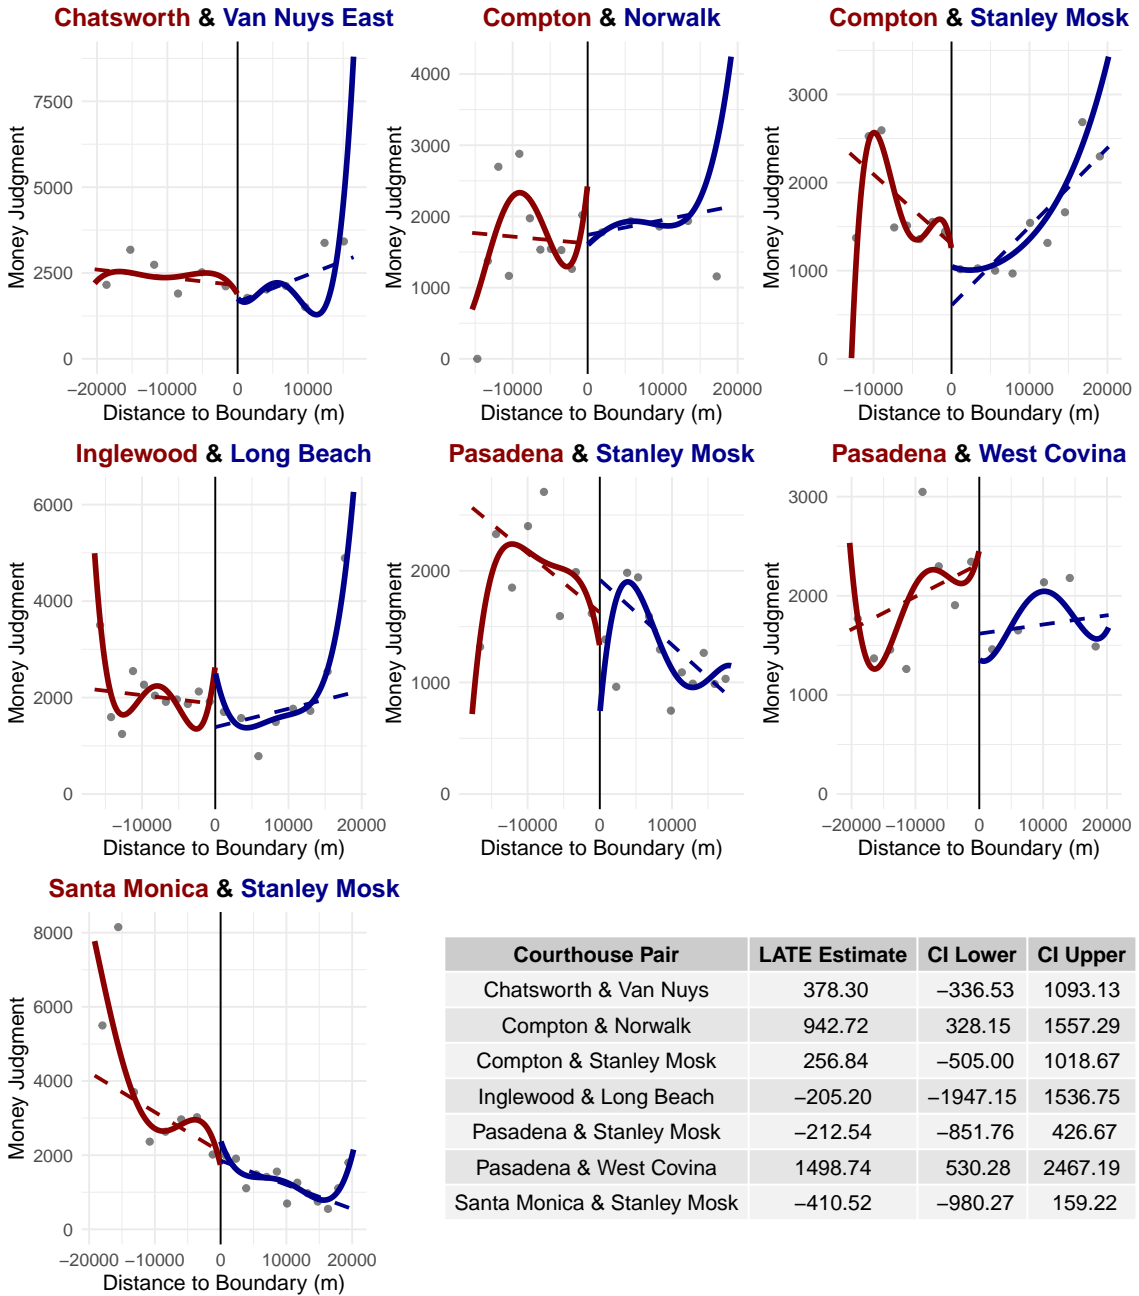 Chatsworth & Van Nuys East
Money Judgment
7500
5000
2500
0
−20000 −10000 0 10000
Distance to Boundary (m)
Compton & Norwalk
Money Judgment
4000
3000
2000
1000
0
−10000 0 10000 20000
Distance to Boundary (m)
Compton & Stanley Mosk
Money Judgment
3000
2000
1000
0
−10000 0 10000 20000
Distance to Boundary (m)
Inglewood & Long Beach
Money Judgment
6000
4000
2000
0
−10000 0 10000 20000
Distance to Boundary (m)
Pasadena & Stanley Mosk
Money Judgment
2000
1000
0
−10000 0 10000
Distance to Boundary (m)
Pasadena & West Covina
Money Judgment
3000
2000
1000
0
−20000 −10000 0 10000 20000
Distance to Boundary (m)
Santa Monica & Stanley Mosk
Money Judgment
8000
6000
4000
2000
0
−20000 −10000 0 10000 20000
Distance to Boundary (m)
Courthouse Pair LATE Estimate CI Lower CI Upper
Chatsworth & Van Nuys 378.30 −336.53 1093.13
Compton & Norwalk 942.72 328.15 1557.29
Compton & Stanley Mosk 256.84 −505.00 1018.67
Inglewood & Long Beach −205.20 −1947.15 1536.75
Pasadena & Stanley Mosk −212.54 −851.76 426.67
Pasadena & West Covina 1498.74 530.28 2467.19
Santa Monica & Stanley Mosk −410.52 −980.27 159.22